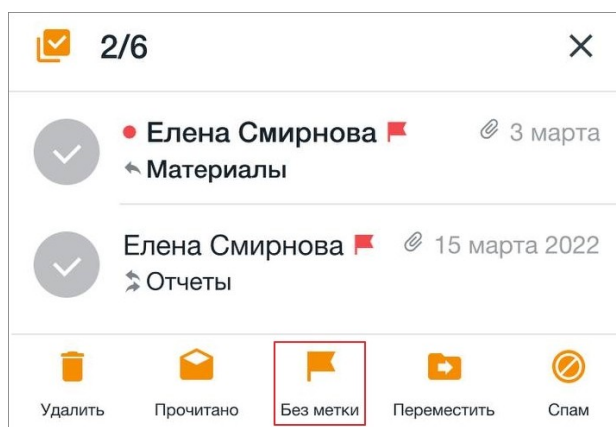 2/6
Елена Смирнова 3 марта
Материалы
Елена Смирнова 15 марта 2022
Отчеты
Удалить Прочитано Без метки Переместить Спам